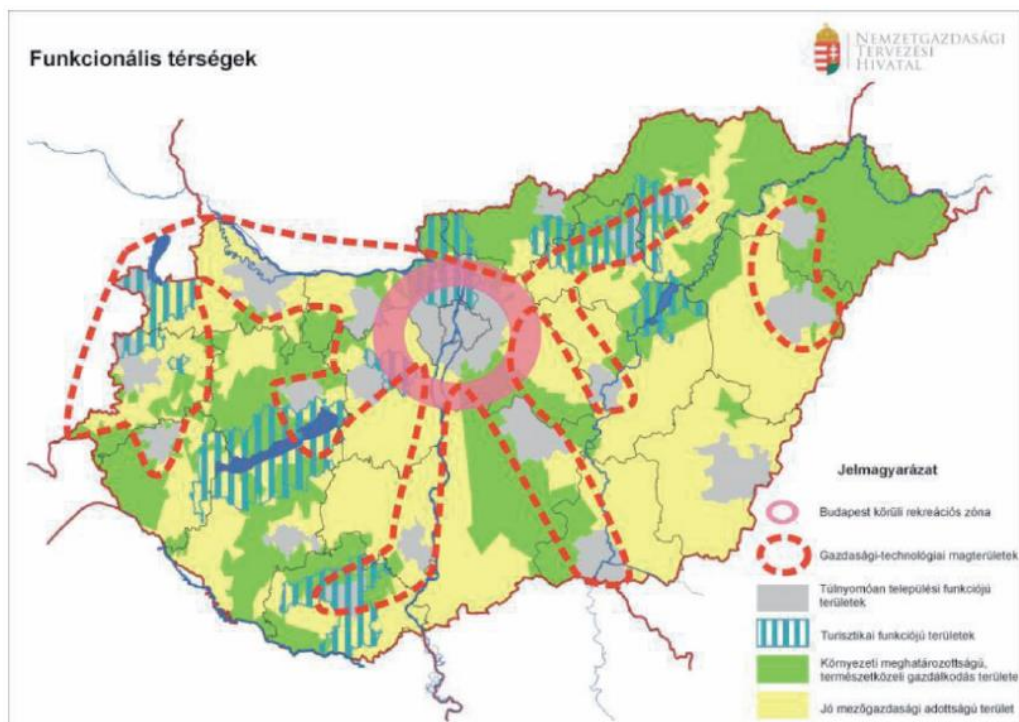 Funkcionális térségek
NEMZETGAZDASÁGI
TERVEZÉSI
HIVATAL
Jelmagyarázat
Budapest körüli rekreációs zóna
Gazdasági-technológiai magterületek
Túlnyomóan települési funkciójú
területek
Turisztikai funkciójú területek
Környezeti meghatározottságú,
természetközeli gazdálkodás területe
Jó mezőgazdasági adottságú terület